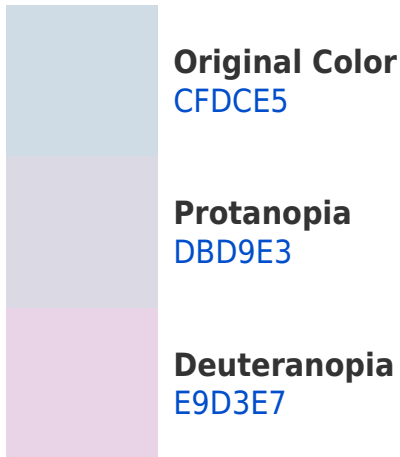 Original Color
CFDCE5
Protanopia
DBD9E3
Deuteranopia
E9D3E7